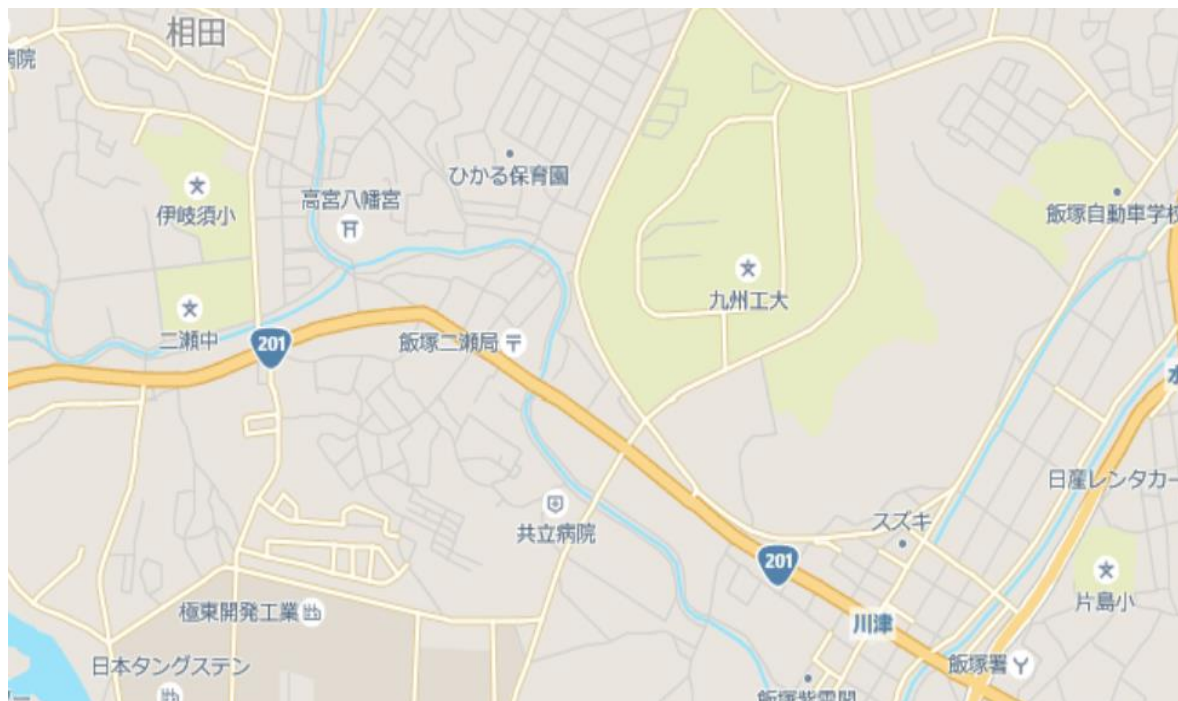 相田
病院
ひかる保育園
伊岐須小
高宮八幡宮
飯塚自動車学校
九州工大
二瀬中
201
飯塚二瀬局
水
日産レンタカー
共立病院
スズキ
201
極東開発工業
川津
片島小
日本タングステン
飯塚署